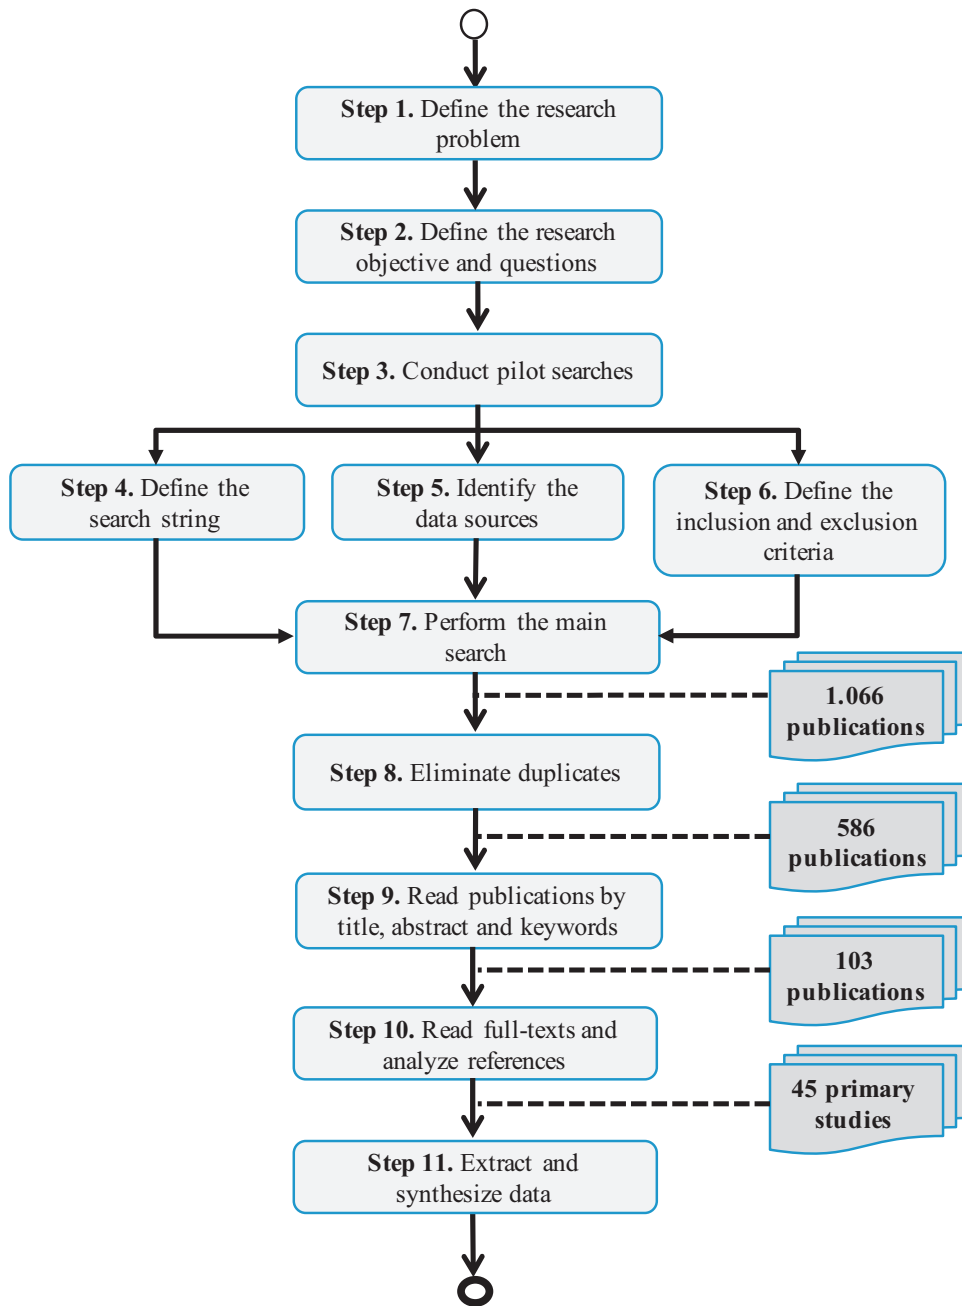 Step 1. Define the research
problem
Step 2. Define the research
objective and questions
Step 3. Conduct pilot searches
Step 4. Define the
search string
Step 5. Identify the
data sources
Step 6. Define the
inclusion and exclusion
criteria
Step 7. Perform the main
search
1.066
publications
Step 8. Eliminate duplicates
586
publications
Step 9. Read publications by
title, abstract and keywords
103
publications
Step 10. Read full-texts and
analyze references
45 primary
studies
Step 11. Extract and
synthesize data